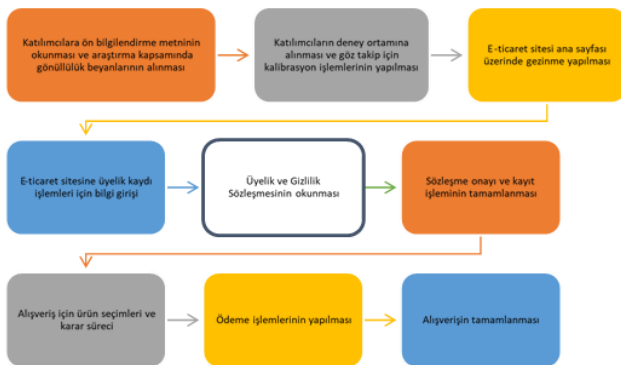 Katılımcılara ön bilgilendirme metninin
okunması ve araştırma kapsamında
gönüllülük beyanlarının alınması
Katılımcıların deney ortamına
alınması ve göz takip için
kalibrasyon işlemlerinin yapılması
E-ticaret sitesi ana sayfası
üzerinde gezinme yapılması
E-ticaret sitesine üyelik kaydı
işlemleri için bilgi girişi
Üyelik ve Gizlilik
Sözleşmesinin okunması
Sözleşme onayı ve kayıt
işleminin tamamlanması
Alışveriş için ürün seçimleri ve
karar süreci
Ödeme işlemlerinin yapılması
Alışverişin tamamlanması